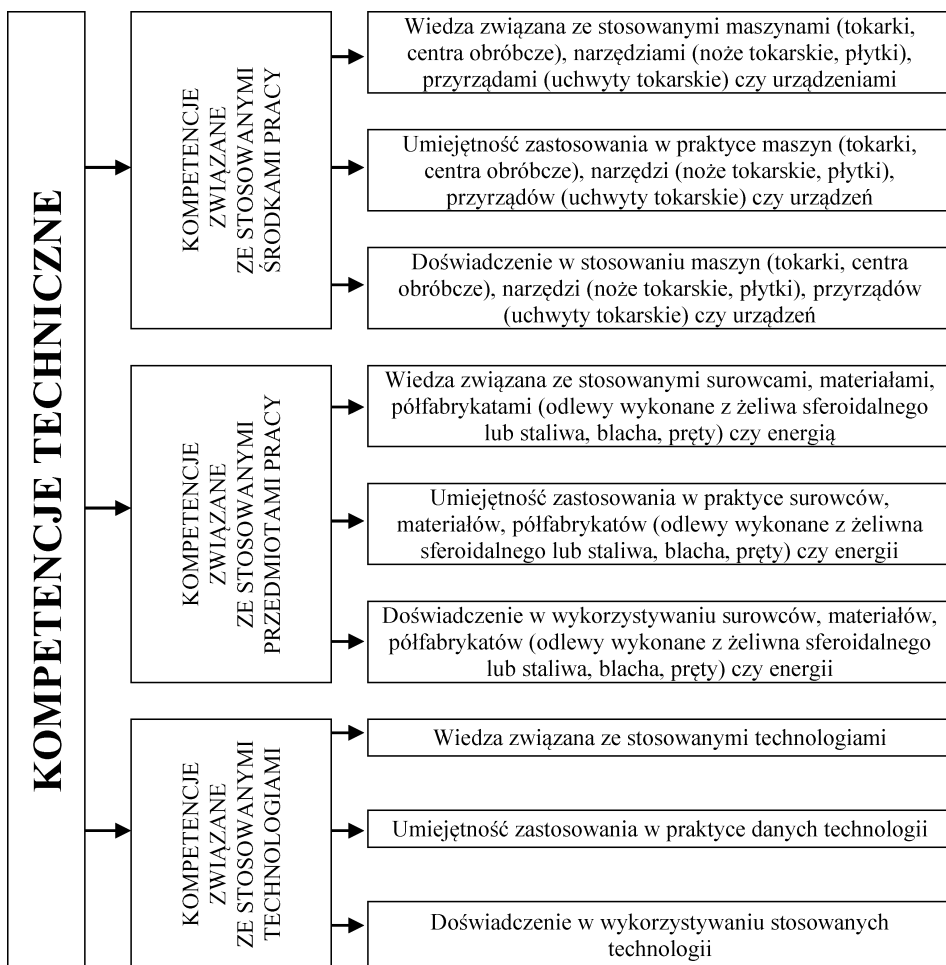 KOMPETENCJE TECHNICZNE
KOMPETENCJE
ZWIĄZANE
ZE STOSOWANYMI
ŚRODKAMI PRACY
Wiedza związana ze stosowanymi maszynami (tokarki,
centra obróbcze), narzędziami (noże tokarskie, płytki),
przyrządami (uchwyty tokarskie) czy urządzeniami
Umiejętność zastosowania w praktyce maszyn (tokarki,
centra obróbcze), narzędzi (noże tokarskie, płytki),
przyrządów (uchwyty tokarskie) czy urządzeń
Doświadczenie w stosowaniu maszyn (tokarki, centra
obróbcze), narzędzi (noże tokarskie, płytki), przyrządów
(uchwyty tokarskie) czy urządzeń
KOMPETENCJE
ZWIĄZANE
ZE STOSOWANYMI
PRZEDMIOTAMI PRACY
Wiedza związana ze stosowanymi surowcami, materiałami,
półfabrykatami (odlewy wykonane z żeliwa sferoidalnego
lub staliwa, blacha, pręty) czy energią
Umiejętność zastosowania w praktyce surowców,
materiałów, półfabrykatów (odlewy wykonane z żeliwna
sferoidalnego lub staliwa, blacha, pręty) czy energii
Doświadczenie w wykorzystywaniu surowców, materiałów,
półfabrykatów (odlewy wykonane z żeliwna sferoidalnego
lub staliwa, blacha, pręty) czy energii
KOMPETENCJE
ZWIĄZANE
ZE STOSOWANYMI
TECHNOLOGIAMI
Wiedza związana ze stosowanymi technologiami
Umiejętność zastosowania w praktyce danych technologii
Doświadczenie w wykorzystywaniu stosowanych
technologii